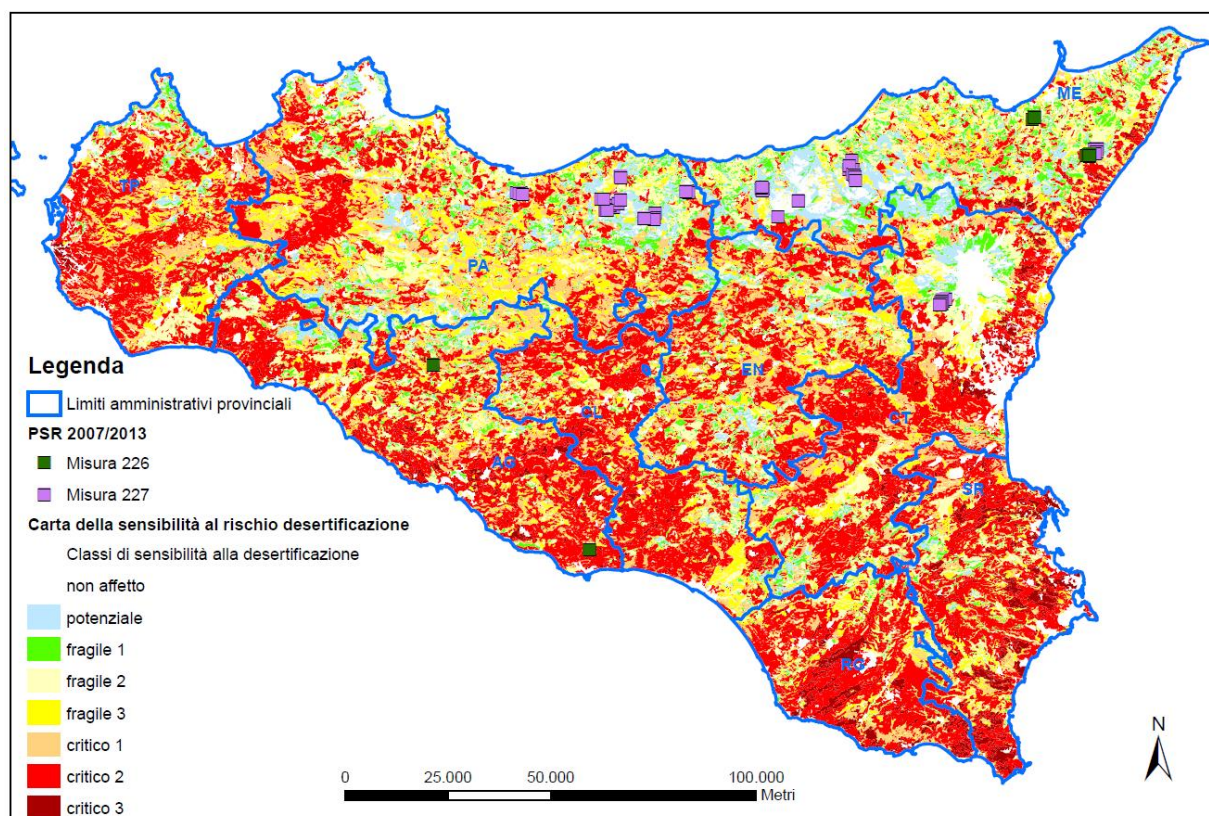 ME
TP
PA
EN
CL
CT
AG
SR
RG
Legenda
Limiti amministrativi provinciali
PSR 2007/2013
Misura 226
Misura 227
Carta della sensibilità al rischio desertificazione
Classi di sensibilità alla desertificazione
non affetto
potenziale
fragile 1
fragile 2
fragile 3
critico 1
critico 2
critico 3
0 25.000 50.000 100.000
Metri
N